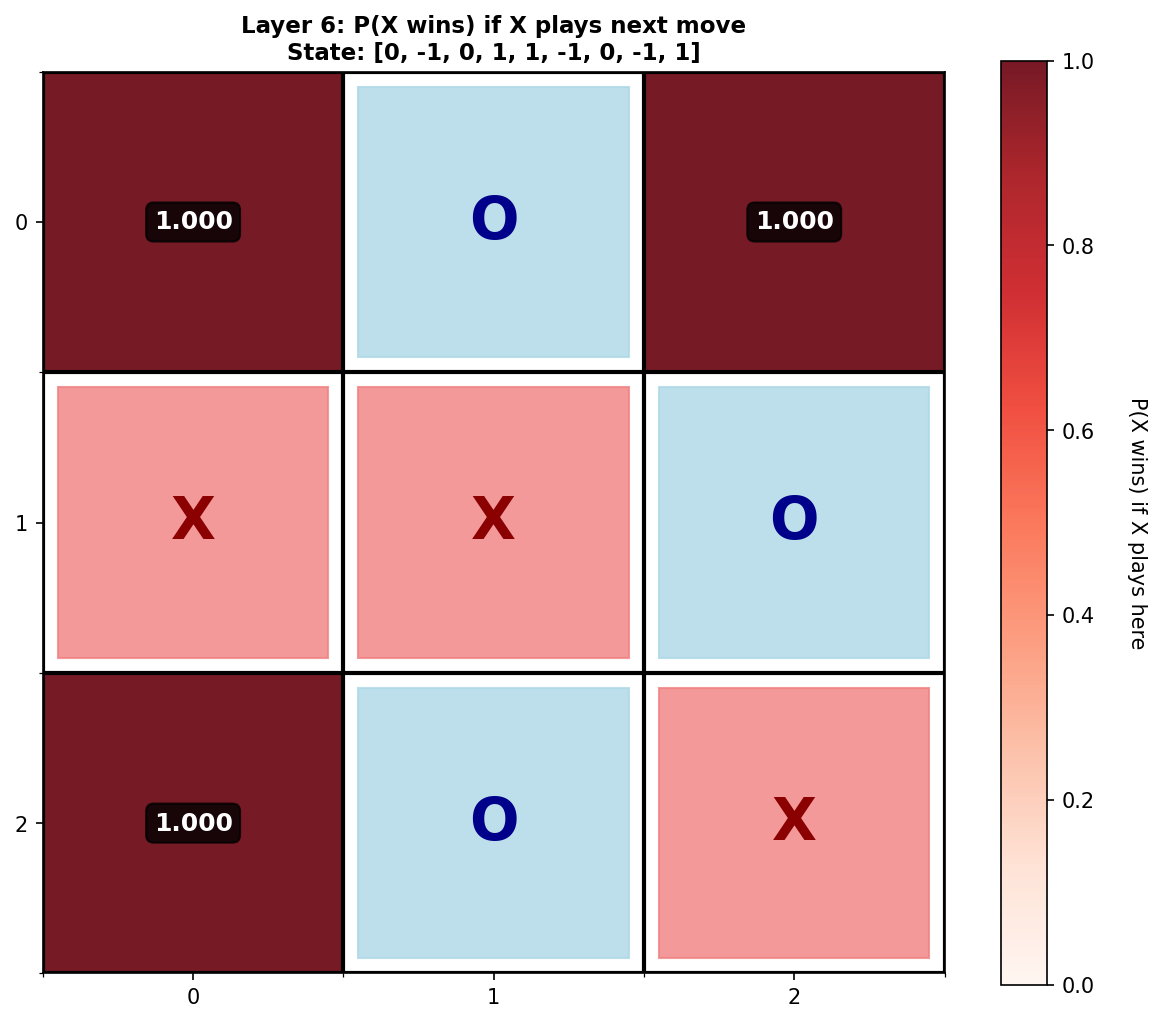 Layer 6: P(X wins) if X plays next move
State: [0, -1, 0, 1, 1, -1, 0, -1, 1]
1.000 O 1.000
X X O
1.000 O X
0
1
2
0 1 2
1.0
0.8
0.6
0.4
0.2
0.0
P(X wins) if X plays here